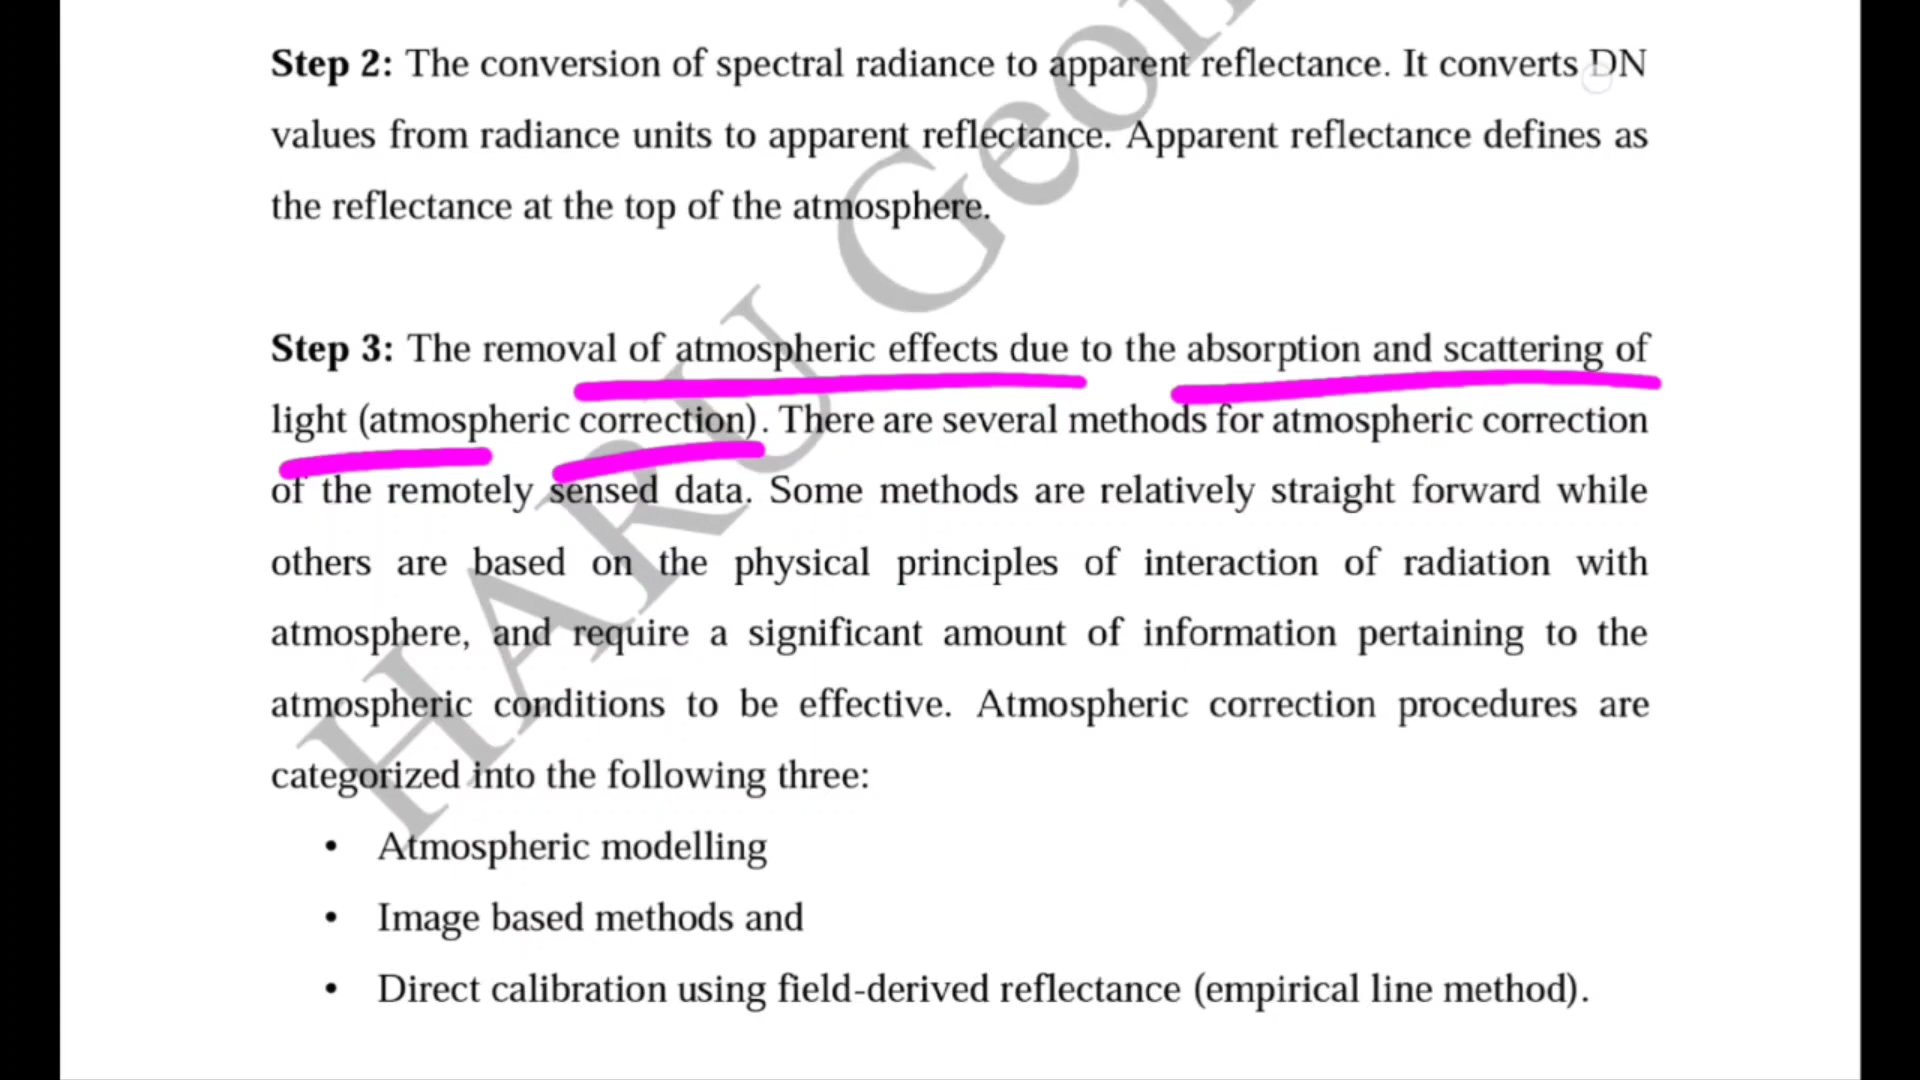 Step 2: The conversion of spectral radiance to apparent reflectance. It converts DN
values from radiance units to apparent reflectance. Apparent reflectance defines as
the reflectance at the top of the atmosphere.
Step 3: The removal of atmospheric effects due to the absorption and scattering of
light (atmospheric correction). There are several methods for atmospheric correction
of the remotely sensed data. Some methods are relatively straight forward while
others are based on the physical principles of interaction of radiation with
atmosphere, and require a significant amount of information pertaining to the
atmospheric conditions to be effective. Atmospheric correction procedures are
categorized into the following three:
• Atmospheric modelling
• Image based methods and
• Direct calibration using field-derived reflectance (empirical line method).
HARU